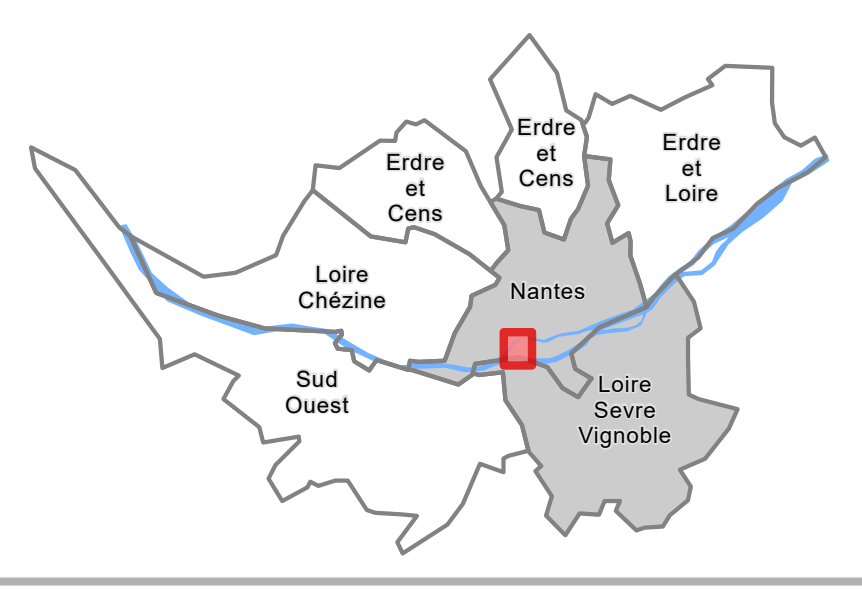 Erdre
et
Cens
Erdre
et
Loire
Erdre
et
Cens
Loire
Chézine
Nantes
Sud
Ouest
Loire
Sevre
Vignoble